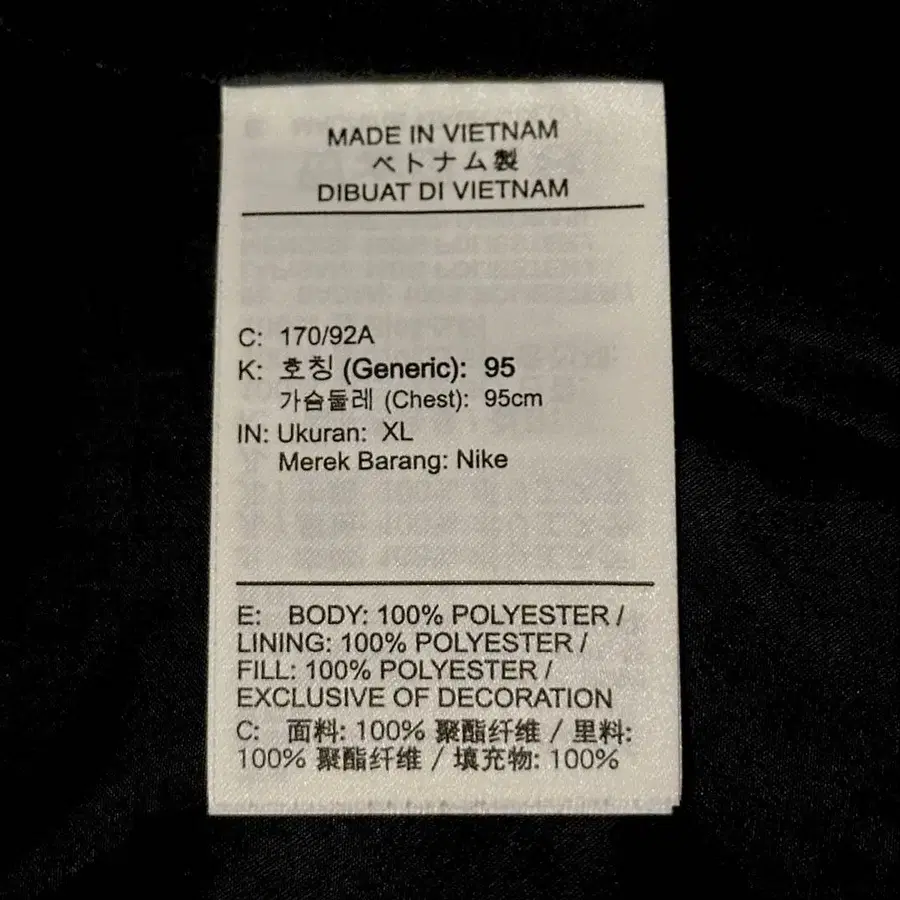 MADE IN VIETNAM
ベトナム製
DIBUAT DI VIETNAM
C: 170/92A
K: 호칭 (Generic): 95
가슴둘레 (Chest): 95cm
IN: Ukuran: XL
Merek Barang: Nike
E: BODY: 100% POLYESTER /
LINING: 100% POLYESTER /
FILL: 100% POLYESTER /
EXCLUSIVE OF DECORATION
C: 面料: 100% 聚酯纤维 / 里料:
100% 聚酯纤维 / 填充物: 100%